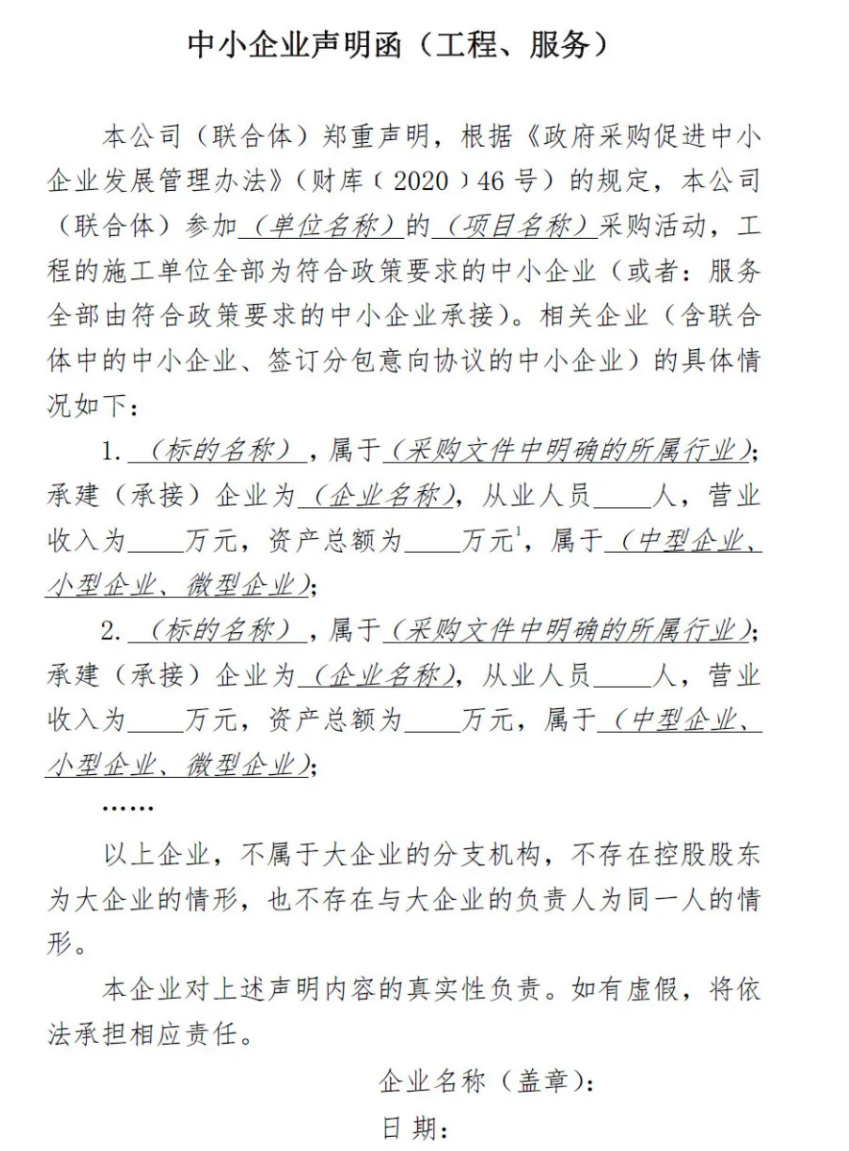 中小企业声明函（工程、服务）
本公司（联合体）郑重声明，根据《政府采购促进中小
企业发展管理办法》（财库﹝2020﹞46 号）的规定，本公司
（联合体）参加（单位名称）的（项目名称）采购活动，工
程的施工单位全部为符合政策要求的中小企业（或者：服务
全部由符合政策要求的中小企业承接）。相关企业（含联合
体中的中小企业、签订分包意向协议的中小企业）的具体情
况如下：
1. （标的名称），属于（采购文件中明确的所属行业）；
承建（承接）企业为（企业名称），从业人员____人，营业
收入为____万元，资产总额为____万元¹，属于（中型企业、
小型企业、微型企业）；
2. （标的名称），属于（采购文件中明确的所属行业）；
承建（承接）企业为（企业名称），从业人员____人，营业
收入为____万元，资产总额为____万元，属于（中型企业、
小型企业、微型企业）；
……
以上企业，不属于大企业的分支机构，不存在控股股东
为大企业的情形，也不存在与大企业的负责人为同一人的情
形。
本企业对上述声明内容的真实性负责。如有虚假，将依
法承担相应责任。
企业名称（盖章）：
日 期：